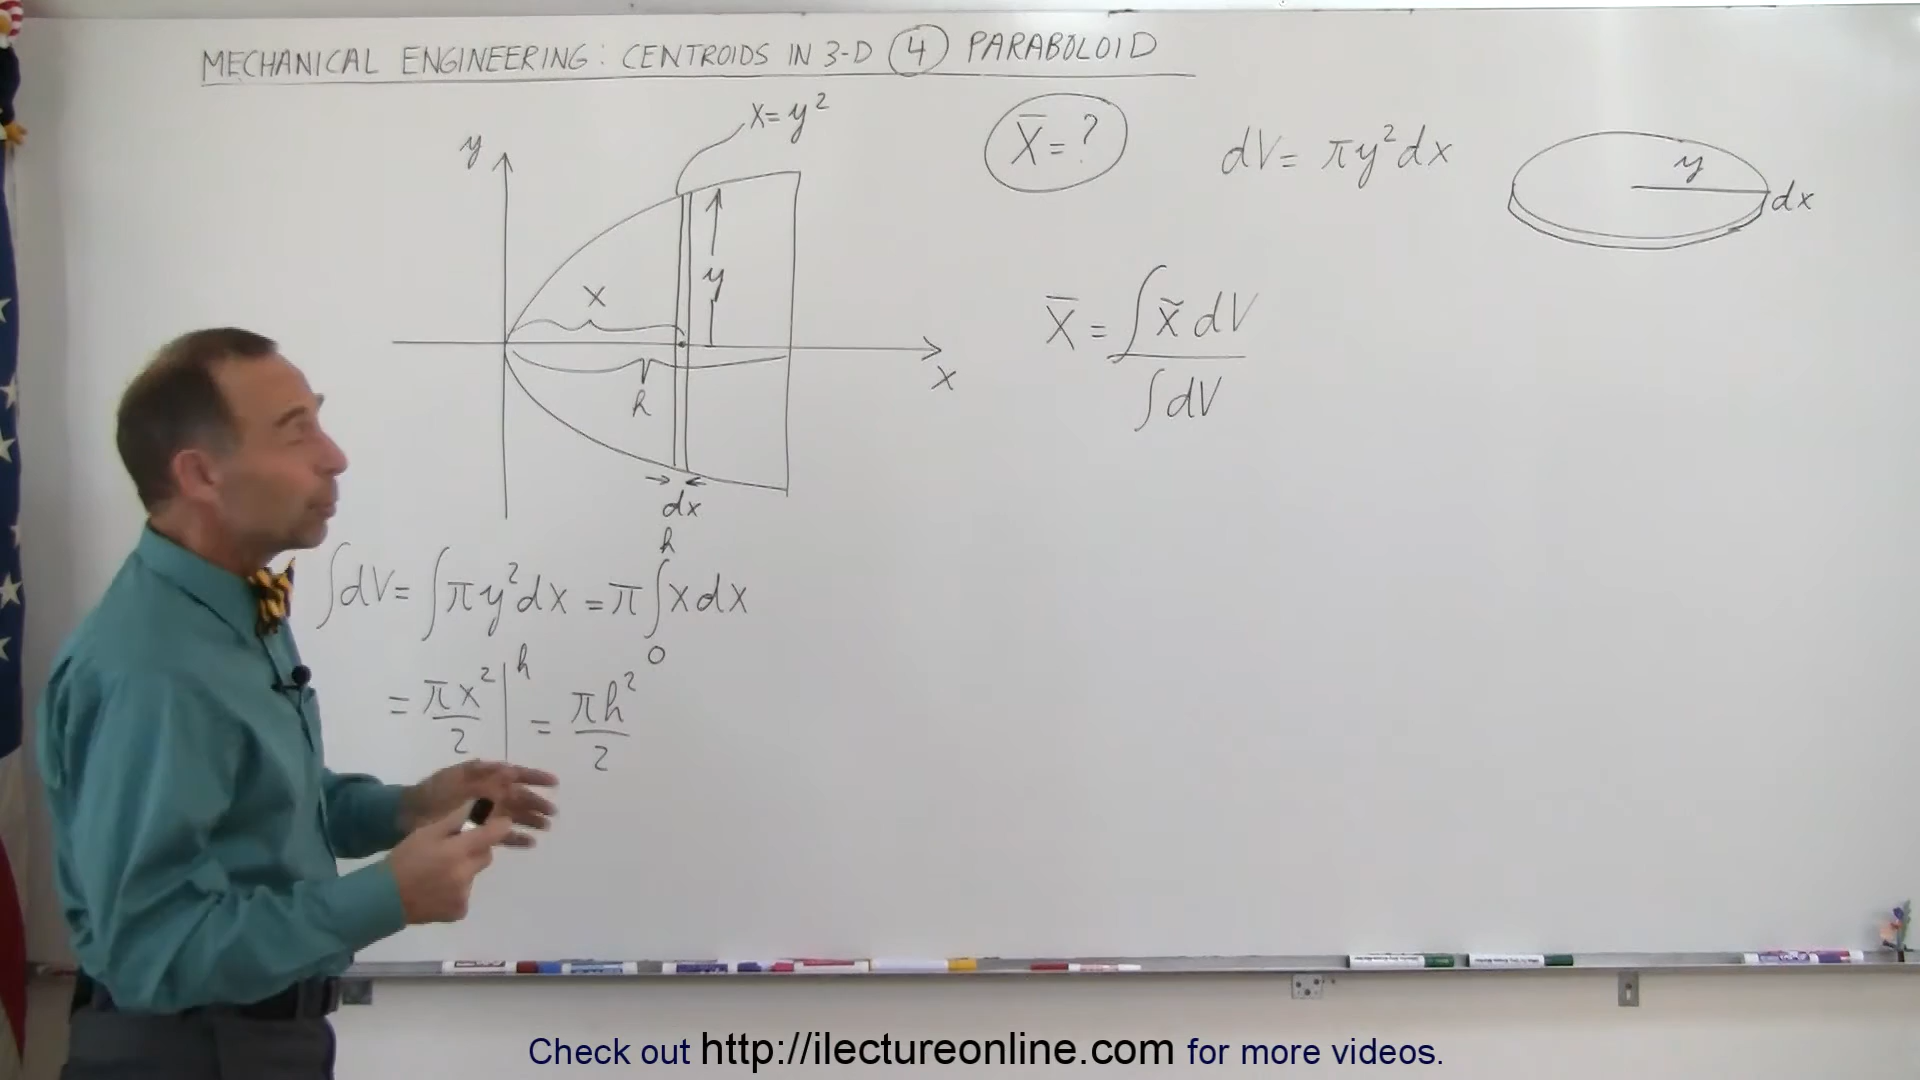 MECHANICAL ENGINEERING: CENTROIDS IN 3-D ④ PARABOLOID
x=y²
y
x
y
h
x
dx
X̄=?
dV= πy²dx
y
dx
X̄ = ∫x̃ dV / ∫dV
∫dV= ∫πy²dx = π∫₀ʰ x dx
= πx²/2 |ʰ = πh²/2
Check out http://ilectureonline.com for more videos.